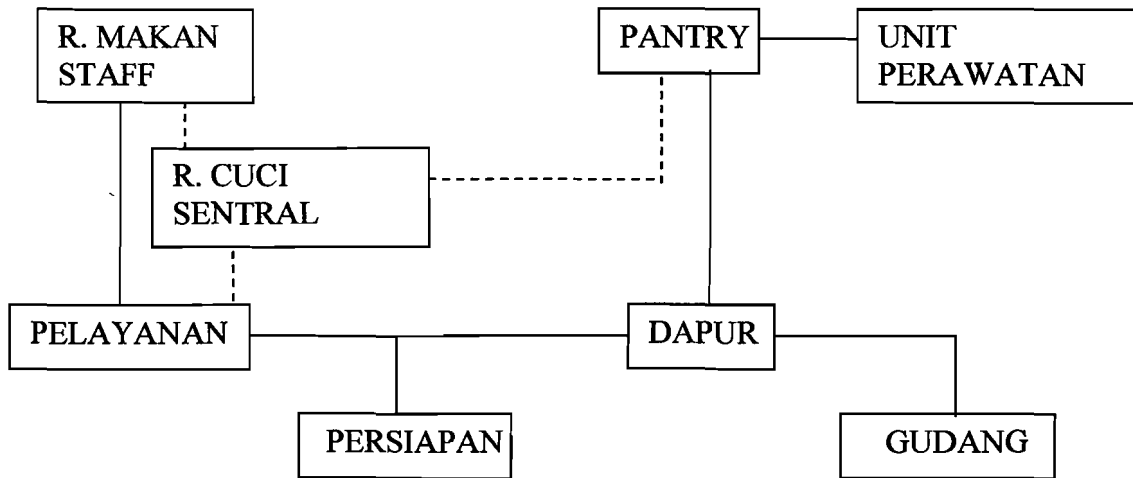 R. MAKAN
STAFF
PANTRY
UNIT
PERAWATAN
R. CUCI
SENTRAL
PELAYANAN
DAPUR
PERSIAPAN
GUDANG